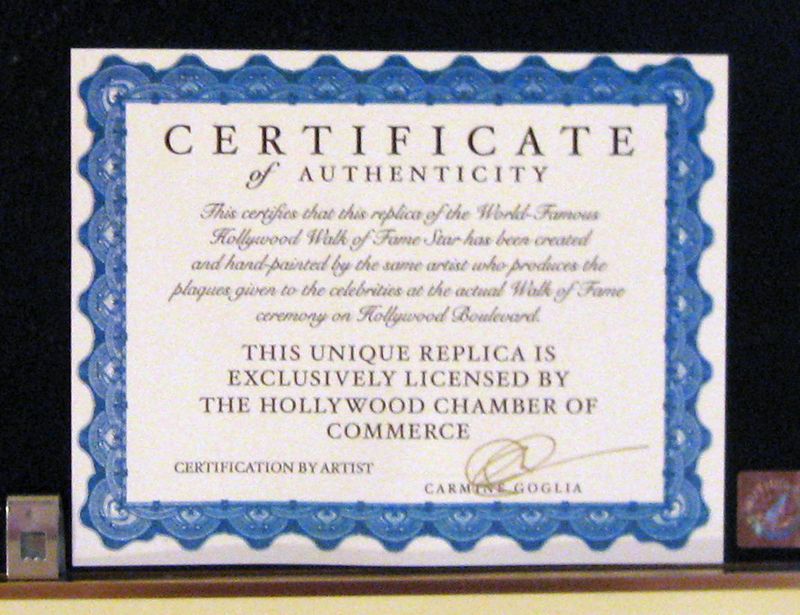 CERTIFICATE
of AUTHENTICITY
This certifies that this replica of the World-Famous
Hollywood Walk of Fame Star has been created
and hand-painted by the same artist who produces the
plaques given to the celebrities at the actual Walk of Fame
ceremony on Hollywood Boulevard.
THIS UNIQUE REPLICA IS
EXCLUSIVELY LICENSED BY
THE HOLLYWOOD CHAMBER OF
COMMERCE
CERTIFICATION BY ARTIST
CARMINE GOGLIA